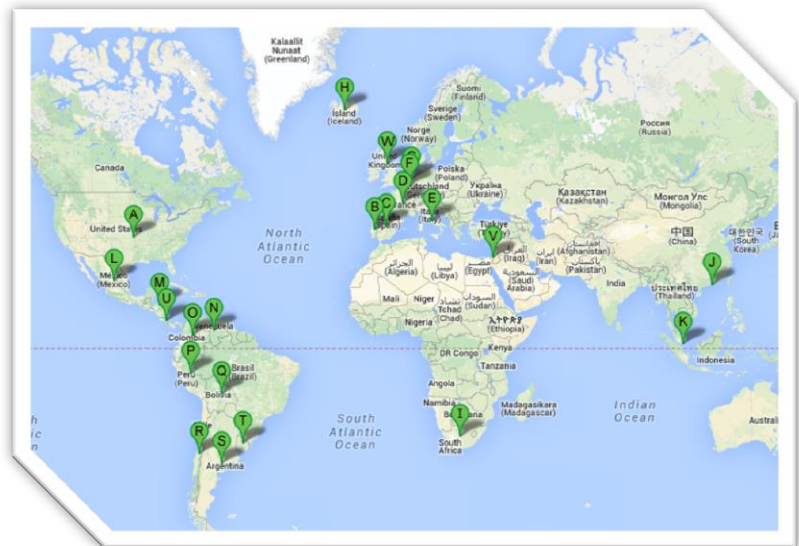 Kalaallit
Nunaat
(Greenland)
H
Ísland
(Iceland)
Suomi
(Finland)
Sverige
(Sweden)
Norge
(Norway)
Россия
(Russia)
Canada
W
United
Kingdom
F
Polska
(Poland)
D
Deutschland
Україна
(Ukraine)
Қазақстан
(Kazakhstan)
Монгол Улс
(Mongolia)
B
C
France
E
Italia
(Italy)
(Spain)
A
United States
North
Atlantic
Ocean
Türkiye
V
(Iraq)
ایران
(Iran)
(Afghanistan)
پاکستان
(Pakistan)
中国
(China)
대한민국
(South
Korea)
L
México
(Mexico)
الجزائر
(Algeria)
ليبيا
(Libya)
مصر
(Egypt)
السعودية
(Saudi
Arabia)
J
India
ประเทศไทย
(Thailand)
M
U
N
O
Venezuela
Colombia
Mali
Niger
Tchad
(Chad)
السودان
(Sudan)
Nigeria
ኢትዮጵያ
(Ethiopia)
K
Indonesia
P
Perú
(Peru)
Q
Brasil
(Brazil)
Bolivia
DR Congo
Kenya
Tanzania
Angola
Namibia
Botswana
I
Madagasikara
(Madagascar)
South
Africa
South
Atlantic
Ocean
Indian
Ocean
Australi
R
S
T
Argentina